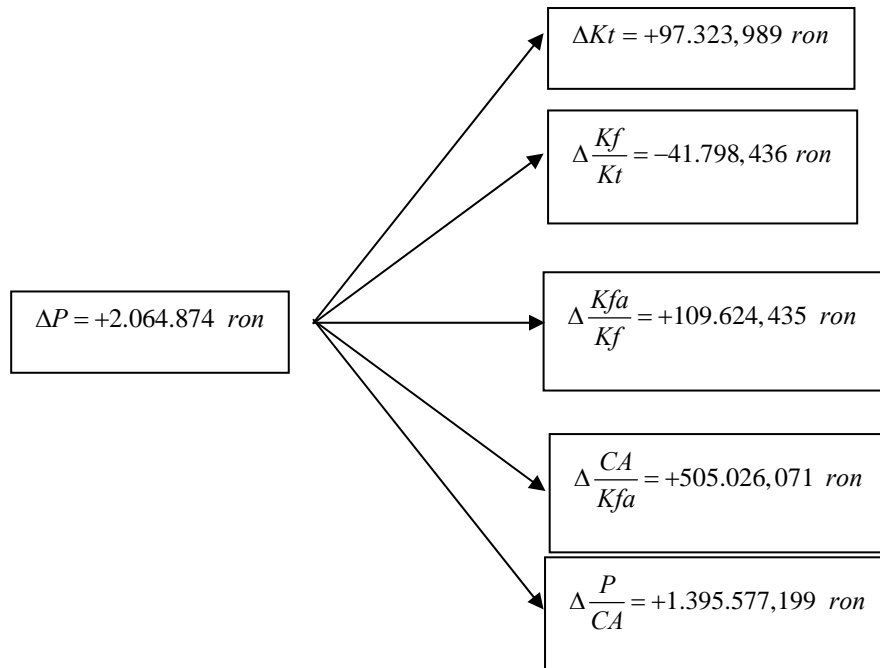 ΔKt = +97.323,989 ron
Δ Kf/Kt = −41.798,436 ron
ΔP = +2.064.874 ron
Δ Kfa/Kf = +109.624,435 ron
Δ CA/Kfa = +505.026,071 ron
Δ P/CA = +1.395.577,199 ron